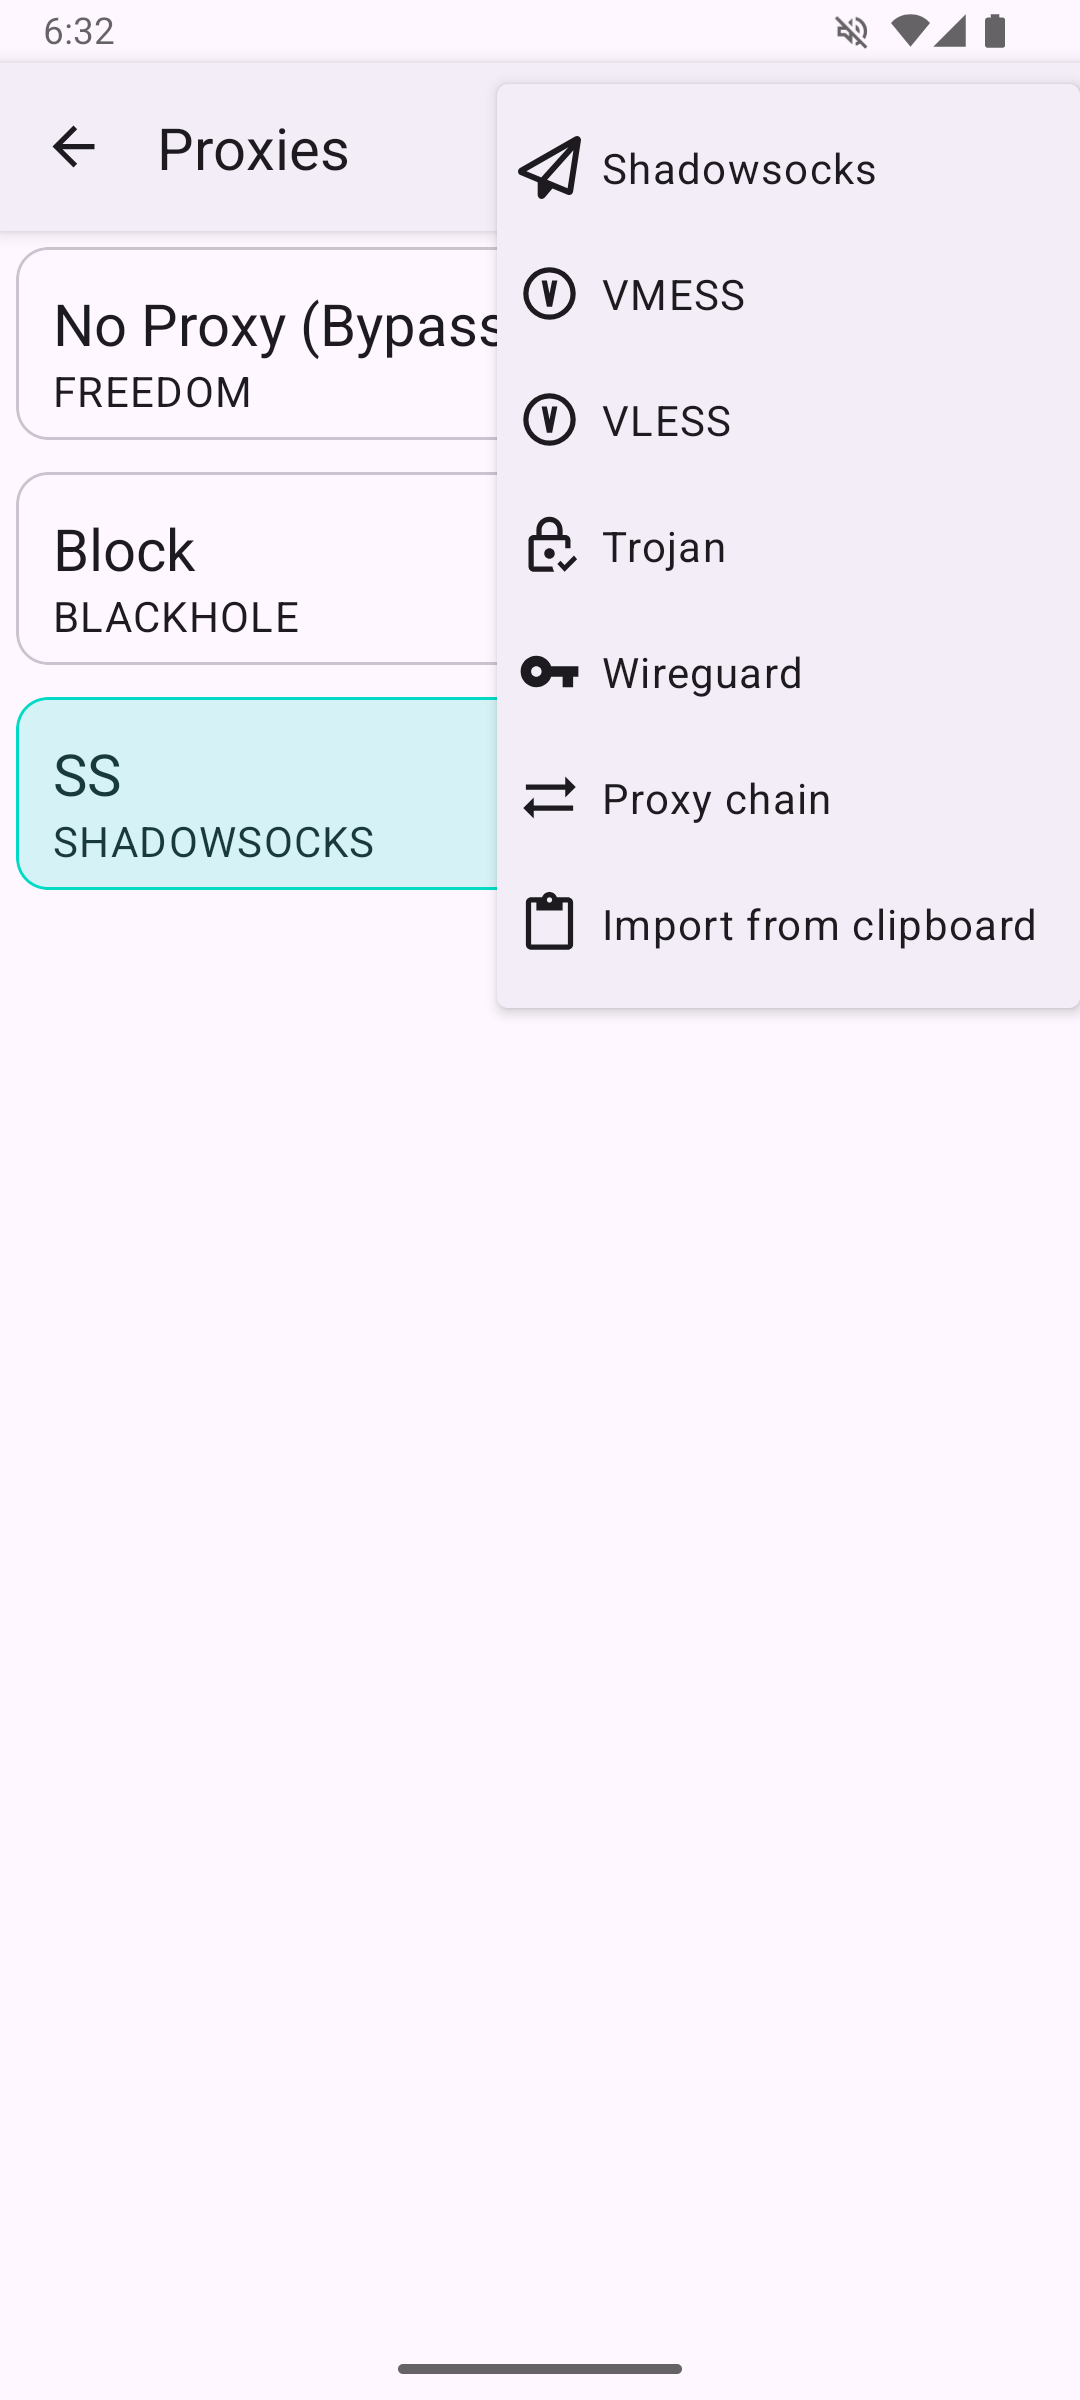 6:32
Proxies
No Proxy (Bypass
FREEDOM
Block
BLACKHOLE
SS
SHADOWSOCKS
Shadowsocks
VMESS
VLESS
Trojan
Wireguard
Proxy chain
Import from clipboard